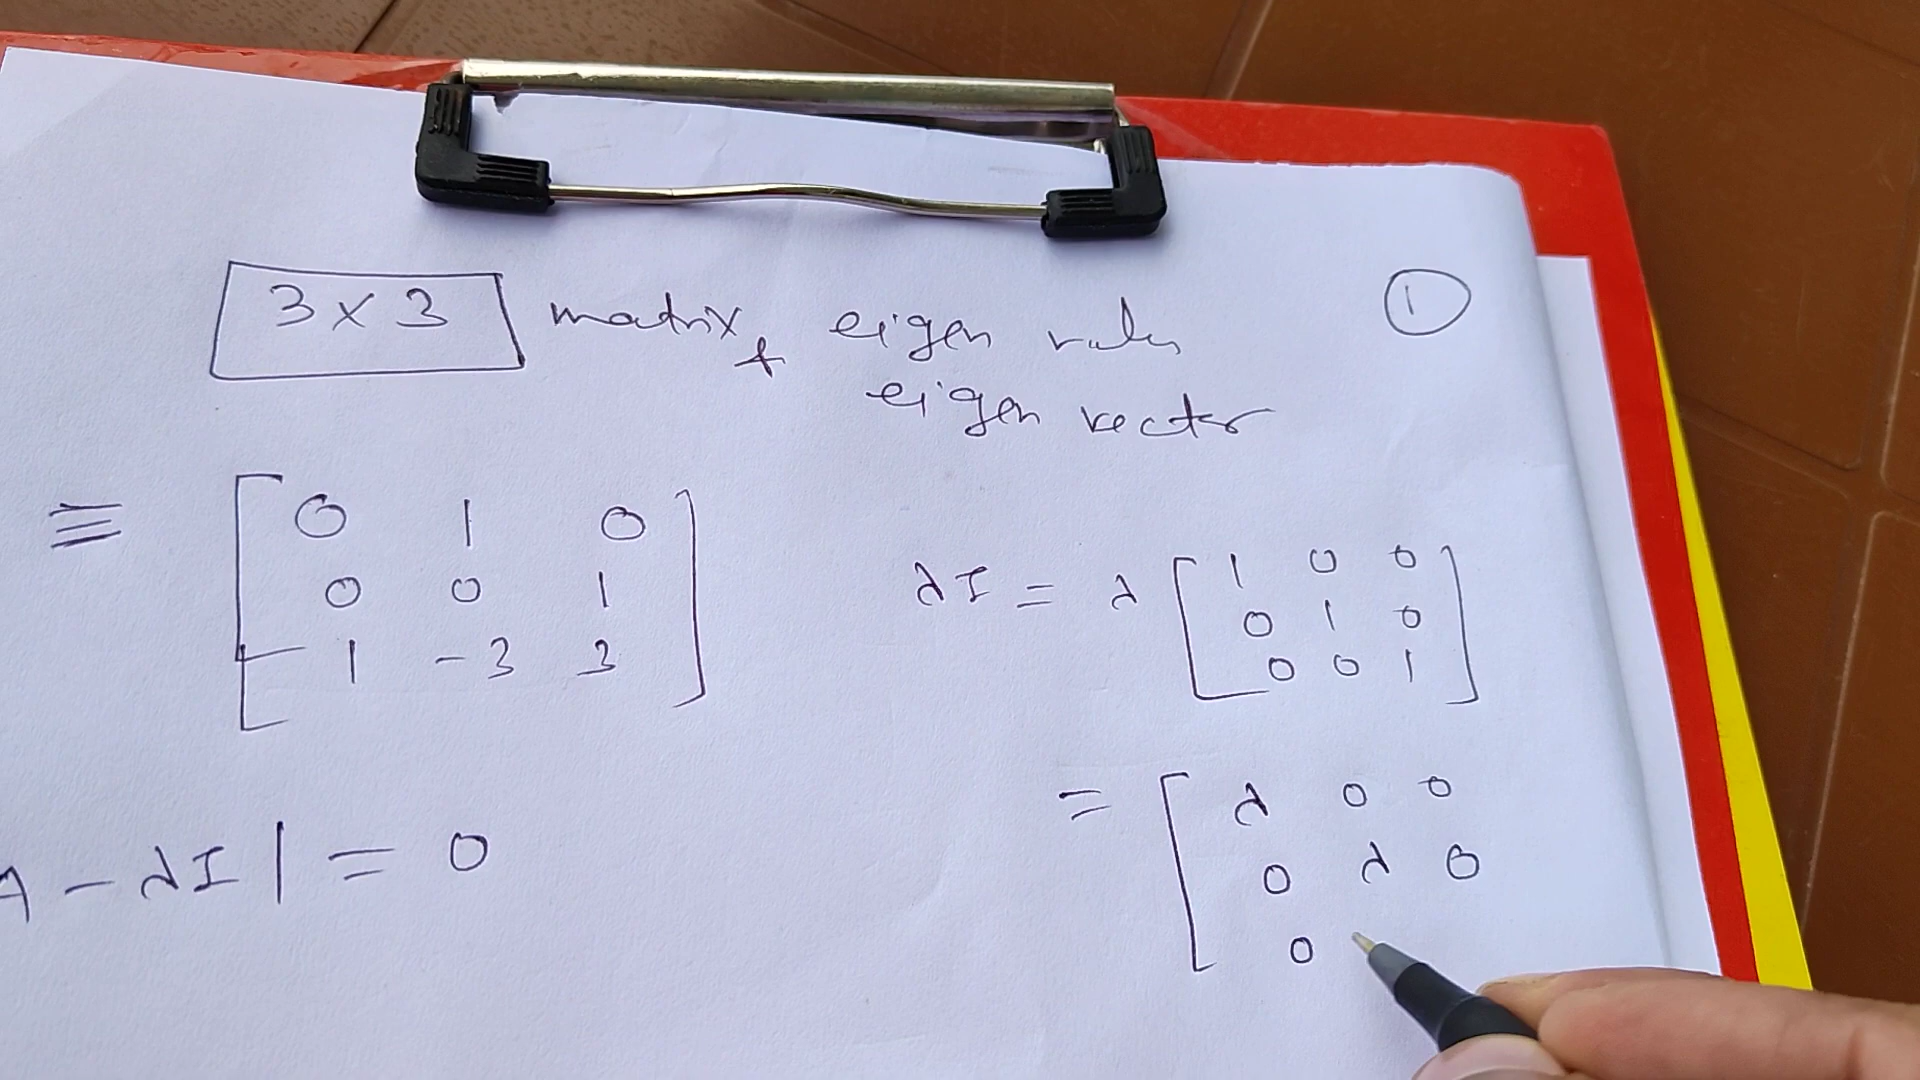 3 x 3 matrix & eigen values
eigen vector
1
≡ [ 0 1 0
0 0 1
1 -3 3 ]
λI = λ [ 1 0 0
0 1 0
0 0 1 ]
= [ λ 0 0
0 λ 0
0
A - λI | = 0